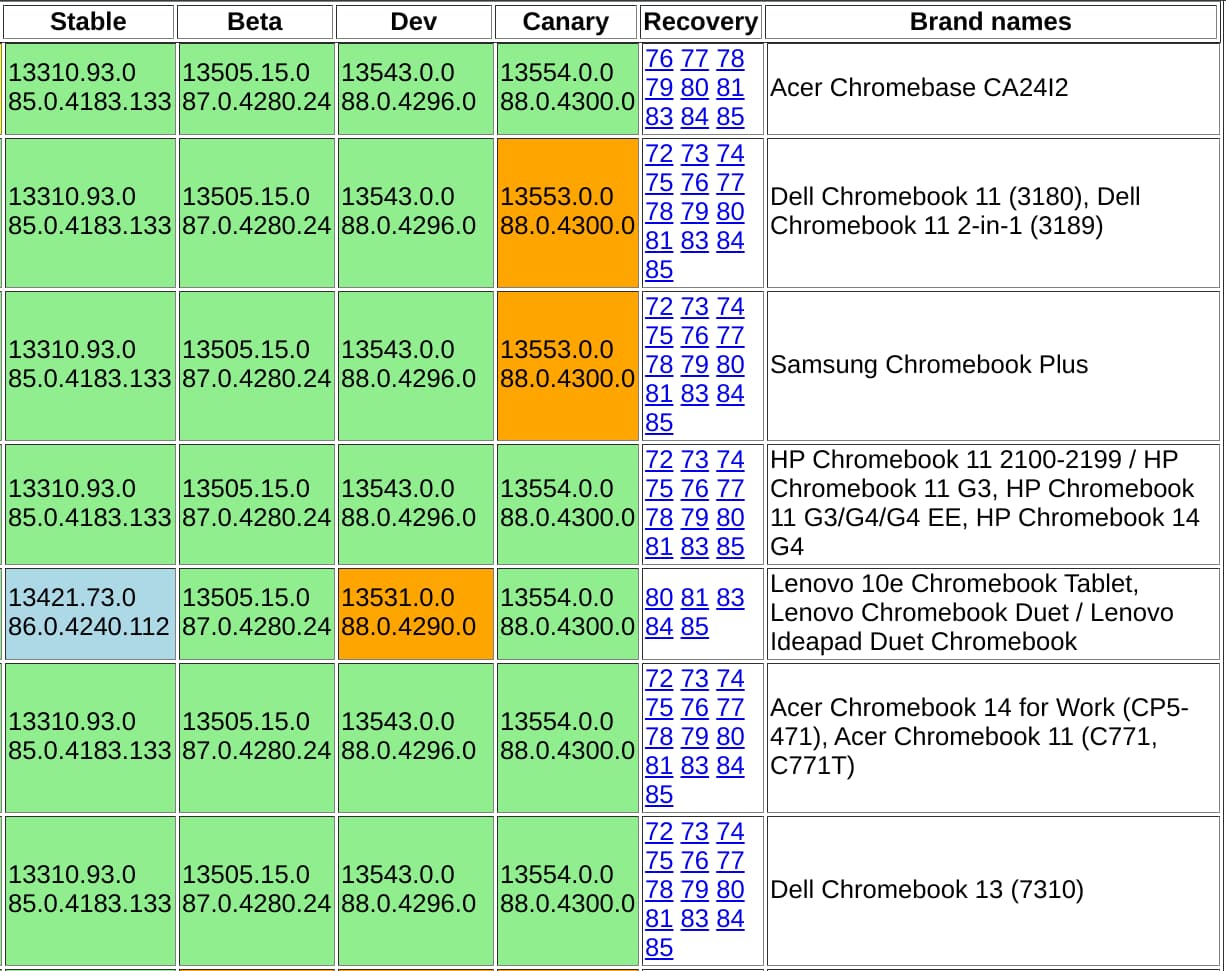 Stable Beta Dev Canary Recovery Brand names
13310.93.0
85.0.4183.133
13505.15.0
87.0.4280.24
13543.0.0
88.0.4296.0
13554.0.0
88.0.4300.0
76 77 78
79 80 81
83 84 85
Acer Chromebase CA24I2
13310.93.0
85.0.4183.133
13505.15.0
87.0.4280.24
13543.0.0
88.0.4296.0
13553.0.0
88.0.4300.0
72 73 74
75 76 77
78 79 80
81 83 84
85
Dell Chromebook 11 (3180), Dell
Chromebook 11 2-in-1 (3189)
13310.93.0
85.0.4183.133
13505.15.0
87.0.4280.24
13543.0.0
88.0.4296.0
13553.0.0
88.0.4300.0
72 73 74
75 76 77
78 79 80
81 83 84
85
Samsung Chromebook Plus
13310.93.0
85.0.4183.133
13505.15.0
87.0.4280.24
13543.0.0
88.0.4296.0
13554.0.0
88.0.4300.0
72 73 74
75 76 77
78 79 80
81 83 85
HP Chromebook 11 2100-2199 / HP
Chromebook 11 G3, HP Chromebook
11 G3/G4/G4 EE, HP Chromebook 14
G4
13421.73.0
86.0.4240.112
13505.15.0
87.0.4280.24
13531.0.0
88.0.4290.0
13554.0.0
88.0.4300.0
80 81 83
84 85
Lenovo 10e Chromebook Tablet,
Lenovo Chromebook Duet / Lenovo
Ideapad Duet Chromebook
13310.93.0
85.0.4183.133
13505.15.0
87.0.4280.24
13543.0.0
88.0.4296.0
13554.0.0
88.0.4300.0
72 73 74
75 76 77
78 79 80
81 83 84
85
Acer Chromebook 14 for Work (CP5-
471), Acer Chromebook 11 (C771,
C771T)
13310.93.0
85.0.4183.133
13505.15.0
87.0.4280.24
13543.0.0
88.0.4296.0
13554.0.0
88.0.4300.0
72 73 74
75 76 77
78 79 80
81 83 84
85
Dell Chromebook 13 (7310)